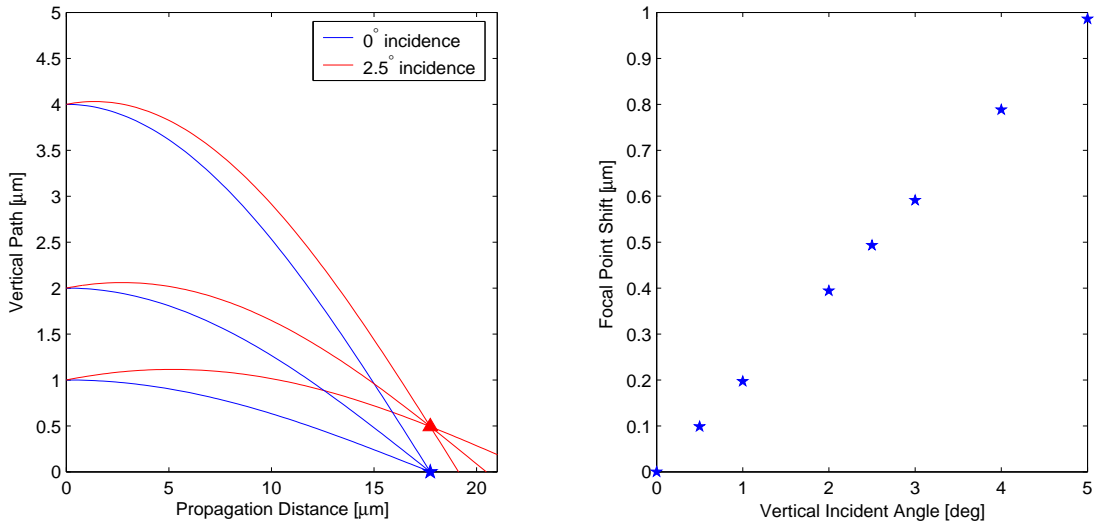 5
4.5
4
3.5
3
2.5
2
1.5
1
0.5
0
Vertical Path [μm]
0° incidence
2.5° incidence
0 5 10 15 20
Propagation Distance [μm]
1
0.9
0.8
0.7
0.6
0.5
0.4
0.3
0.2
0.1
0
Focal Point Shift [μm]
0 1 2 3 4 5
Vertical Incident Angle [deg]